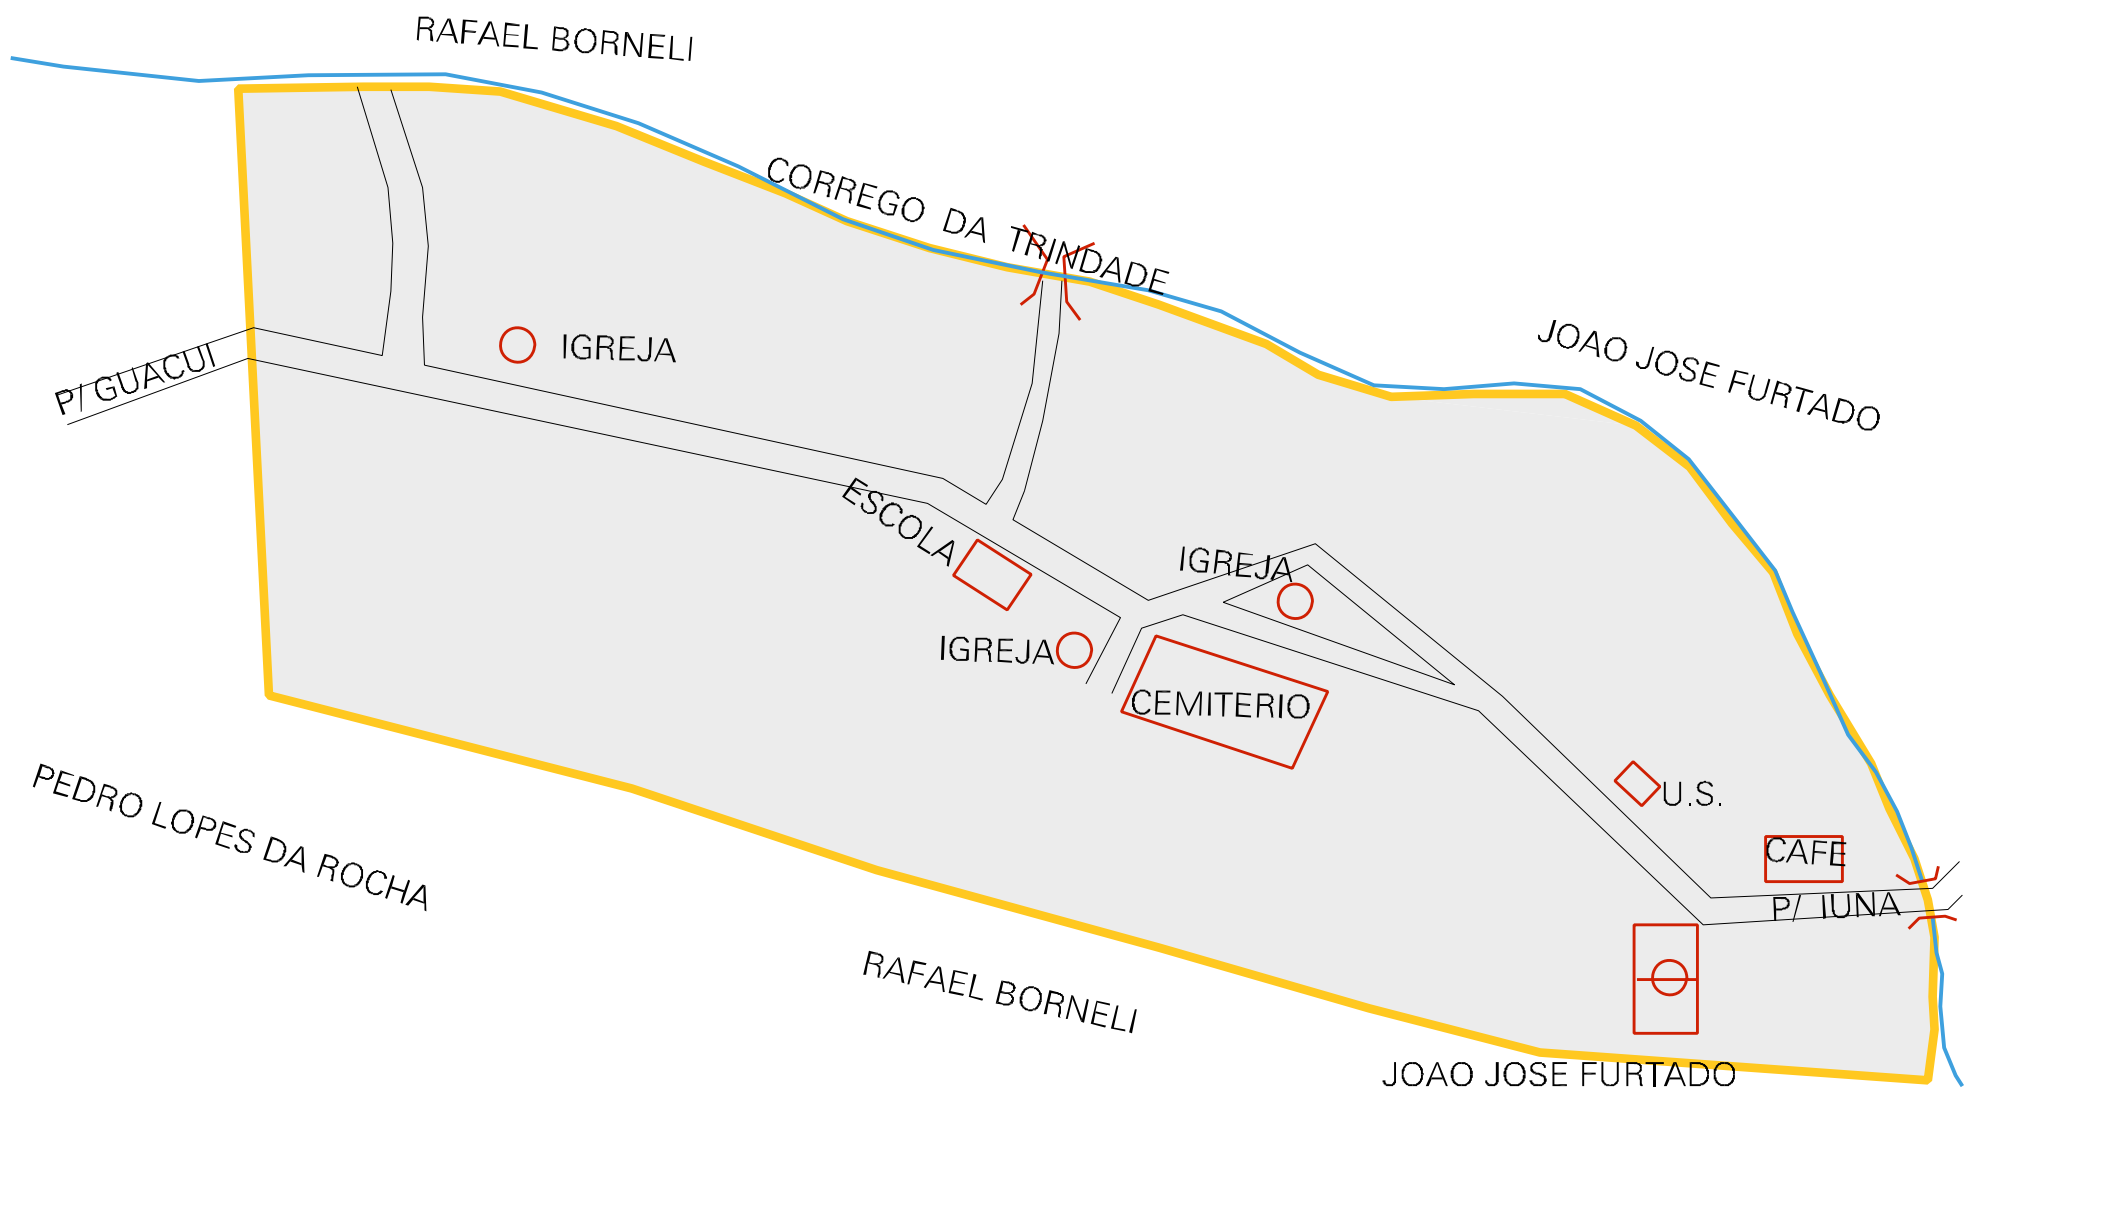 RAFAEL BORNELI
CORREGO DA TRINDADE
JOAO JOSE FURTADO
P/ GUACUI
IGREJA
ESCOLA
IGREJA
IGREJA
CEMITERIO
U.S.
CAFE
P/ IUNA
PEDRO LOPES DA ROCHA
RAFAEL BORNELI
JOAO JOSE FURTADO